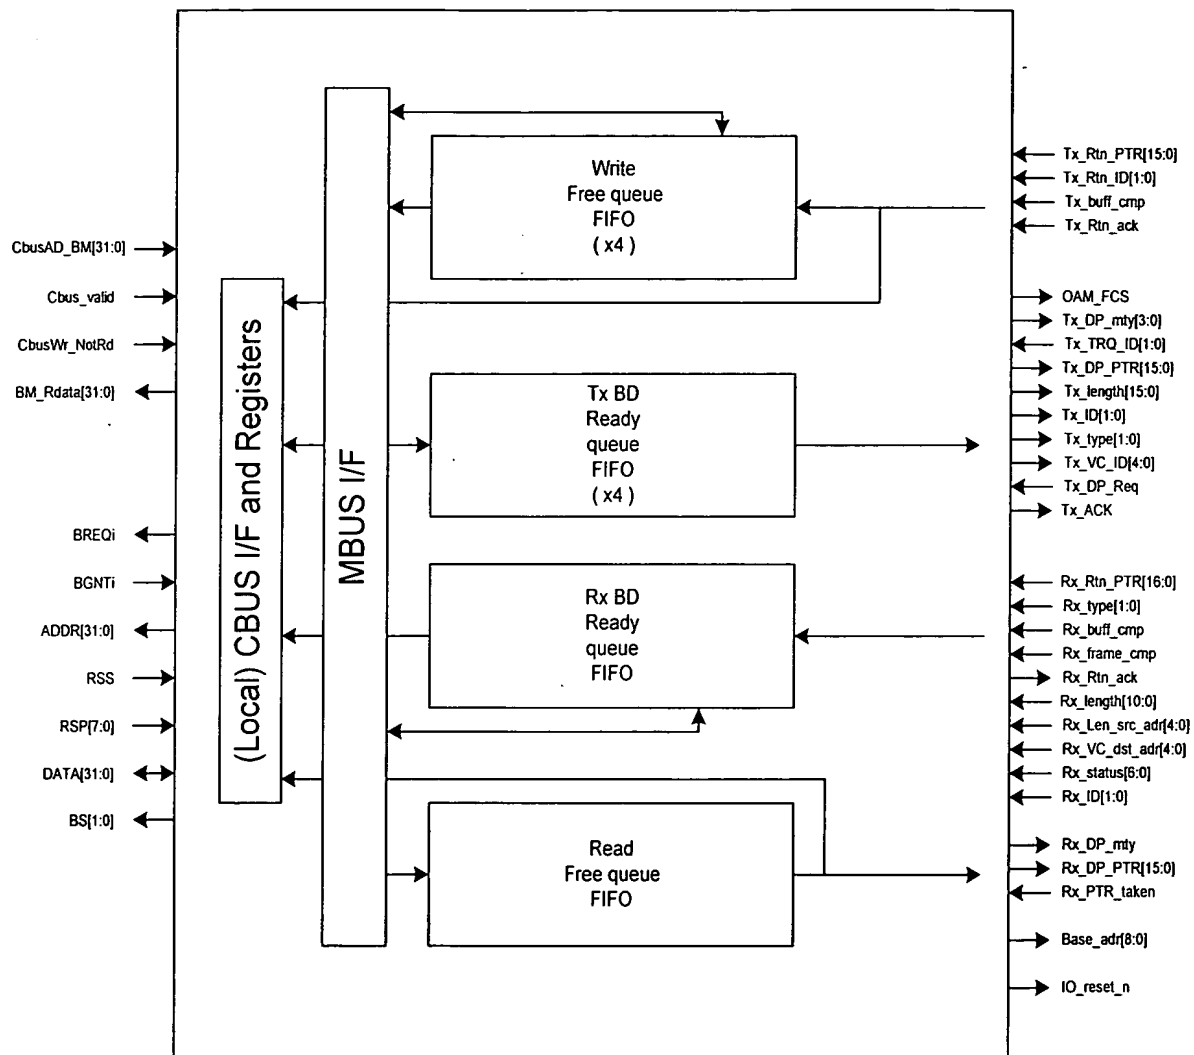 CbusAD_BM[31:0]
Cbus_valid
CbusWr_NotRd
BM_Rdata[31:0]
BREQi
BGNTi
ADDR[31:0]
RSS
RSP[7:0]
DATA[31:0]
BS[1:0]
(Local) CBUS I/F and Registers
MBUS I/F
Write
Free queue
FIFO
( x4 )
Tx BD
Ready
queue
FIFO
( x4 )
Rx BD
Ready
queue
FIFO
Read
Free queue
FIFO
Tx_Rtn_PTR[15:0]
Tx_Rtn_ID[1:0]
Tx_buff_cmp
Tx_Rtn_ack
OAM_FCS
Tx_DP_mty[3:0]
Tx_TRQ_ID[1:0]
Tx_DP_PTR[15:0]
Tx_length[15:0]
Tx_ID[1:0]
Tx_type[1:0]
Tx_VC_ID[4:0]
Tx_DP_Req
Tx_ACK
Rx_Rtn_PTR[16:0]
Rx_type[1:0]
Rx_buff_cmp
Rx_frame_cmp
Rx_Rtn_ack
Rx_length[10:0]
Rx_Len_src_adr[4:0]
Rx_VC_dst_adr[4:0]
Rx_status[6:0]
Rx_ID[1:0]
Rx_DP_mty
Rx_DP_PTR[15:0]
Rx_PTR_taken
Base_adr[8:0]
IO_reset_n